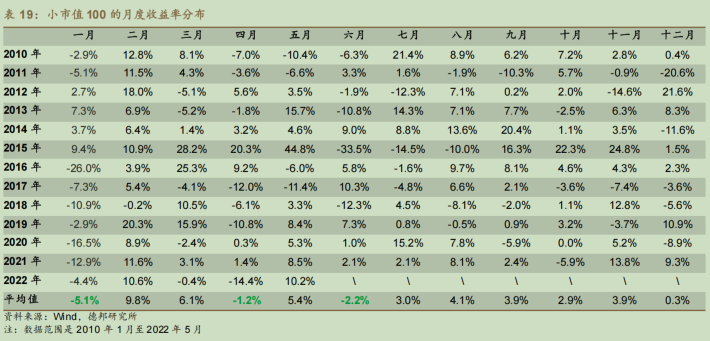 表 19：小市值 100 的月度收益率分布
一月 二月 三月 四月 五月 六月 七月 八月 九月 十月 十一月 十二月
2010 年 -2.9% 12.8% 8.1% -7.0% -10.4% -6.3% 21.4% 8.9% 6.2% 7.2% 2.8% 0.4%
2011 年 -5.1% 11.5% 4.3% -3.6% -6.6% 3.3% 1.6% -1.9% -10.3% 5.7% -0.9% -20.6%
2012 年 2.7% 18.0% -5.1% 5.6% 3.5% -1.9% -12.3% 7.1% 0.2% 2.0% -14.6% 21.6%
2013 年 7.3% 6.9% -5.2% -1.8% 15.7% -10.8% 14.3% 7.1% 7.7% -2.5% 6.3% 8.3%
2014 年 3.7% 6.4% 1.4% 3.2% 4.6% 9.0% 8.8% 13.6% 20.4% 1.1% 3.5% -11.6%
2015 年 9.4% 10.9% 28.2% 20.3% 44.8% -33.5% -14.5% -10.0% 16.3% 22.3% 24.8% 1.5%
2016 年 -26.0% 3.9% 25.3% 9.2% -6.0% 5.8% -1.6% 9.7% 8.1% 4.6% 4.3% 2.3%
2017 年 -7.3% 5.4% -4.1% -12.0% -11.4% 10.3% -4.8% 6.6% 2.1% -3.6% -7.4% -3.6%
2018 年 -10.9% -0.2% 10.5% -6.1% 3.3% -12.3% 4.5% -8.1% -2.0% 1.1% 12.8% -5.6%
2019 年 -2.9% 20.3% 15.9% -10.8% 8.4% 7.3% 0.8% -0.5% 0.9% 3.2% -3.7% 10.9%
2020 年 -16.5% 8.9% -2.4% 0.3% 5.3% 1.0% 15.2% 7.8% -5.9% 0.0% 5.2% -8.9%
2021 年 -12.9% 11.6% 3.1% 1.4% 8.5% 2.1% 2.1% 8.1% 2.4% -5.9% 13.8% 9.3%
2022 年 -4.4% 10.6% -0.4% -14.4% 10.2% \ \ \ \ \ \ \
平均值 -5.1% 9.8% 6.1% -1.2% 5.4% -2.2% 3.0% 4.1% 3.9% 2.9% 3.9% 0.3%
资料来源：Wind，德邦研究所
注：数据范围是 2010 年 1 月至 2022 年 5 月